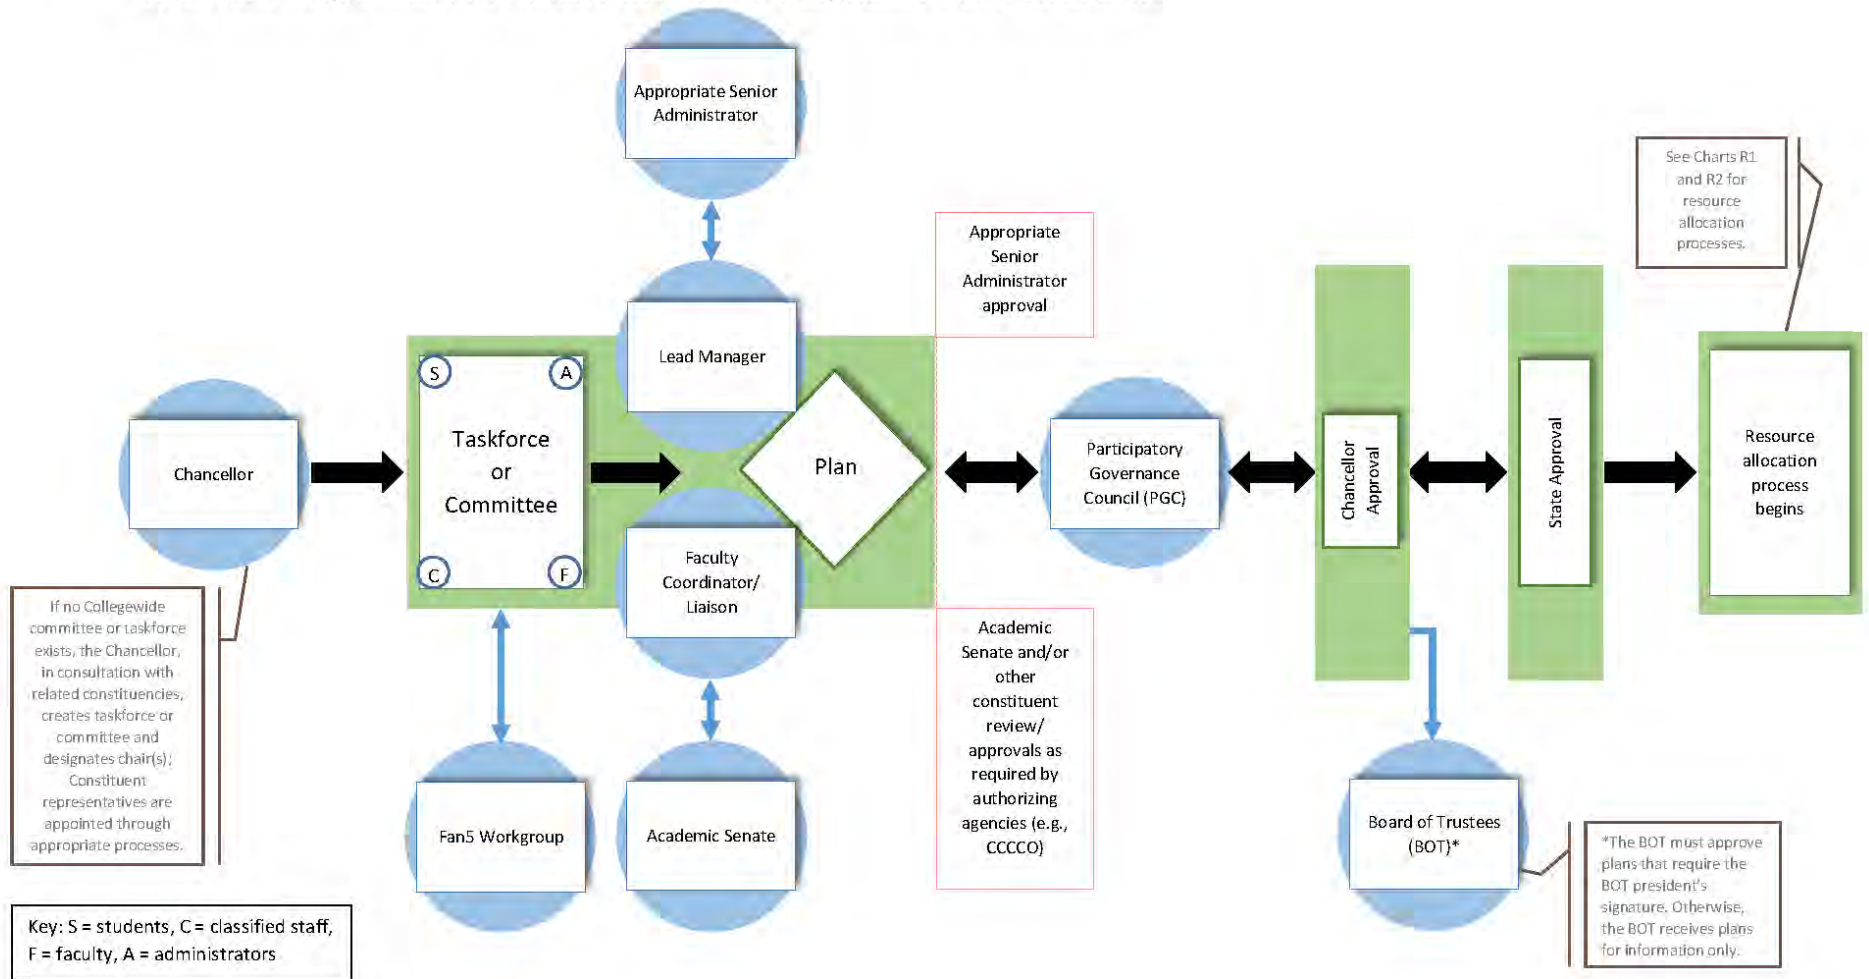 Appropriate Senior
Administrator
See Charts R1
and R2 for
resource
allocation
processes.
Appropriate
Senior
Administrator
approval
Lead Manager
S
A
Chancellor
Taskforce
or
Committee
Plan
Participatory
Governance
Council (PGC)
Chancellor
Approval
State Approval
Resource
allocation
process
begins
C
F
Faculty
Coordinator/
Liaison
If no Collegewide
committee or taskforce
exists, the Chancellor,
in consultation with
related constituencies,
creates taskforce or
committee and
designates chair(s);
Constituent
representatives are
appointed through
appropriate processes.
Academic
Senate and/or
other
constituent
review/
approvals as
required by
authorizing
agencies (e.g.,
CCCCO)
Fan5 Workgroup
Academic Senate
Board of Trustees
(BOT)*
*The BOT must approve
plans that require the
BOT president's
signature. Otherwise,
the BOT receives plans
for information only.
Key: S = students, C = classified staff,
F = faculty, A = administrators